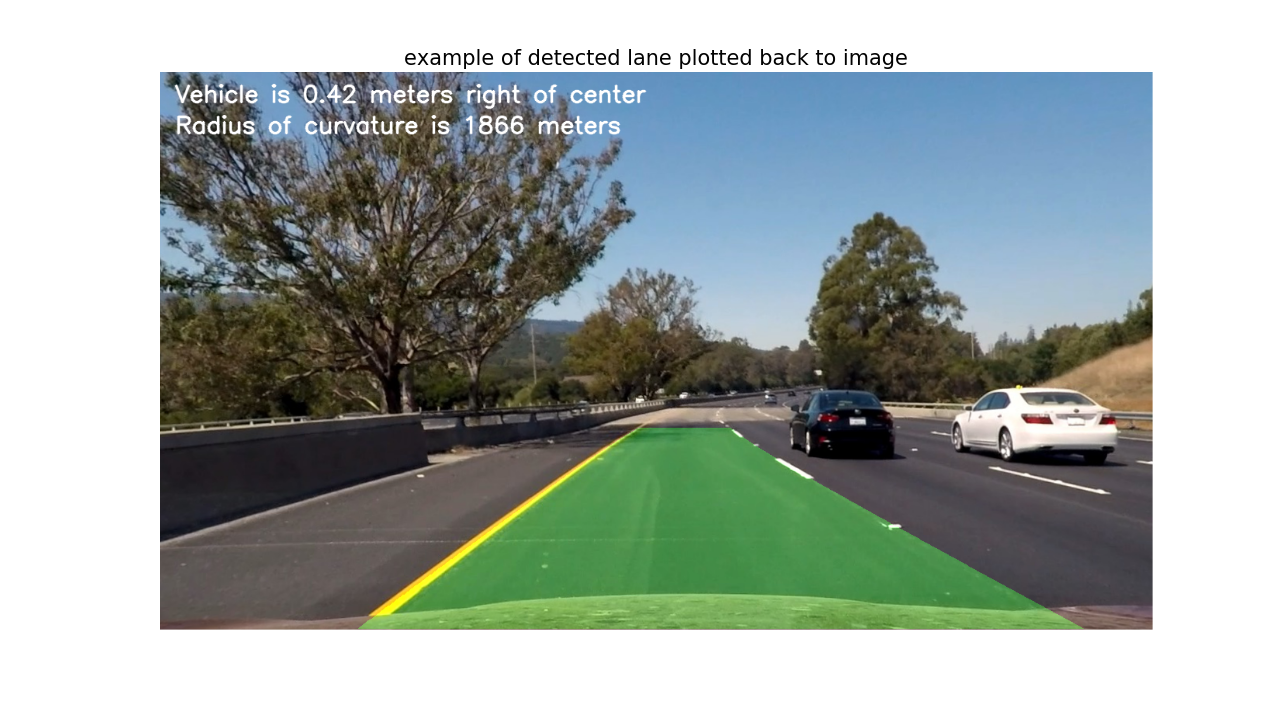 example of detected lane plotted back to image
Vehicle is 0.42 meters right of center
Radius of curvature is 1866 meters